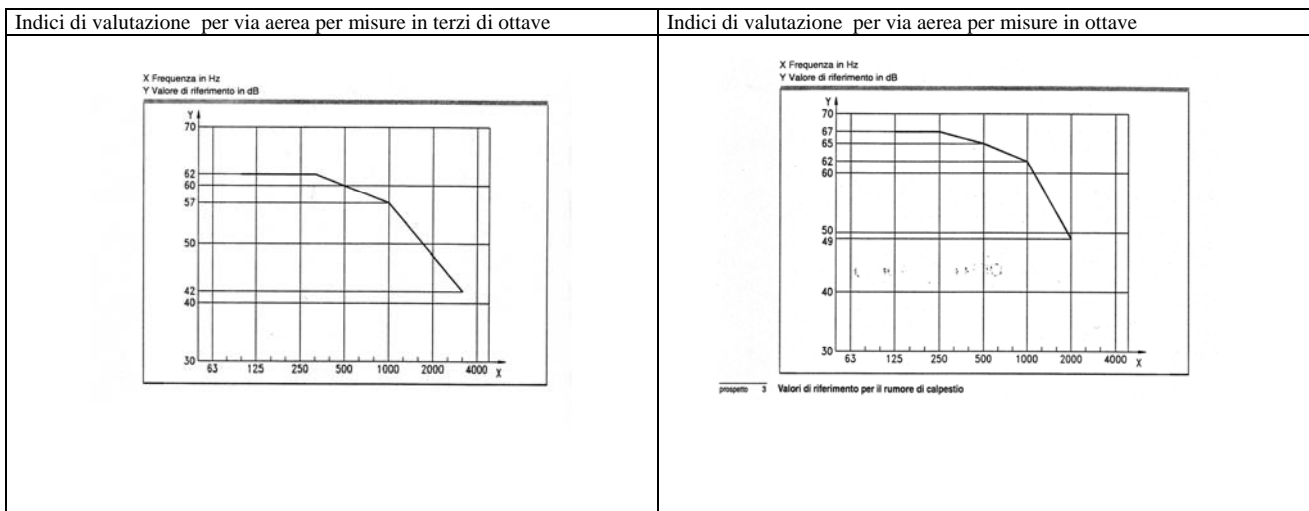 Indici di valutazione per via aerea per misure in terzi di ottave
X Frequenza in Hz
Y Valore di riferimento in dB
Y
70
62
60
57
50
42
40
30
63 125 250 500 1000 2000 4000 X
Indici di valutazione per via aerea per misure in ottave
X Frequenza in Hz
Y Valore di riferimento in dB
Y
70
67
65
62
60
50
49
40
30
63 125 250 500 1000 2000 4000 X
prospetto 3 Valori di riferimento per il rumore di calpestio